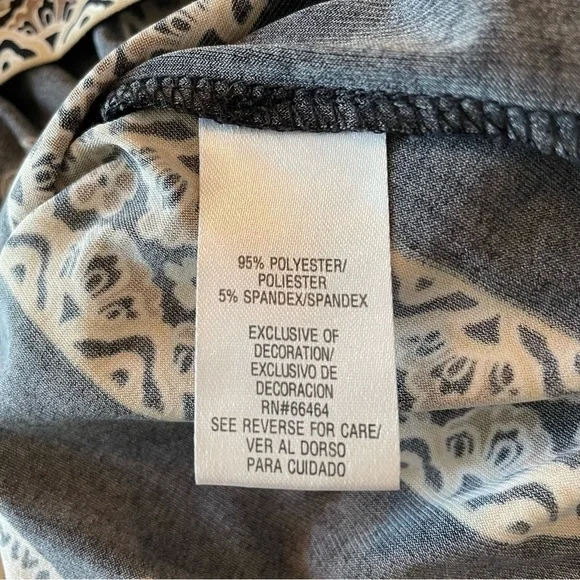 95% POLYESTER/
POLIESTER
5% SPANDEX/SPANDEX
EXCLUSIVE OF
DECORATION/
EXCLUSIVO DE
DECORACION
RN#66464
SEE REVERSE FOR CARE/
VER AL DORSO
PARA CUIDADO